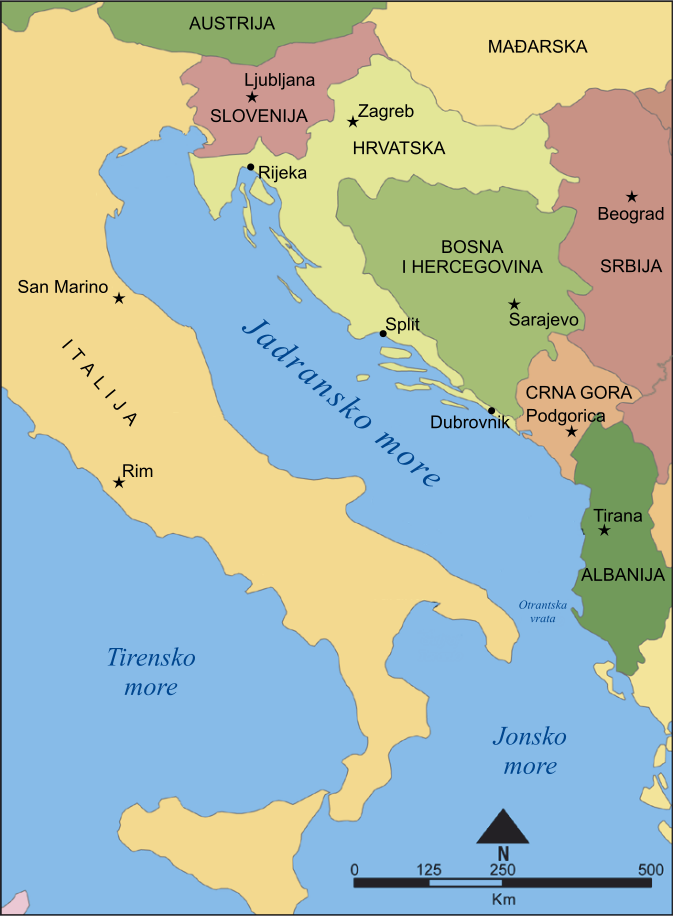 AUSTRIJA
MAĐARSKA
Ljubljana
SLOVENIJA
Zagreb
HRVATSKA
Rijeka
Beograd
BOSNA
I HERCEGOVINA
SRBIJA
San Marino
Sarajevo
Split
Jadransko more
ITALIJA
CRNA GORA
Podgorica
Dubrovnik
Rim
Tirana
ALBANIJA
Otrantska
vrata
Tirensko
more
Jonsko
more
N
0 125 250 500
Km